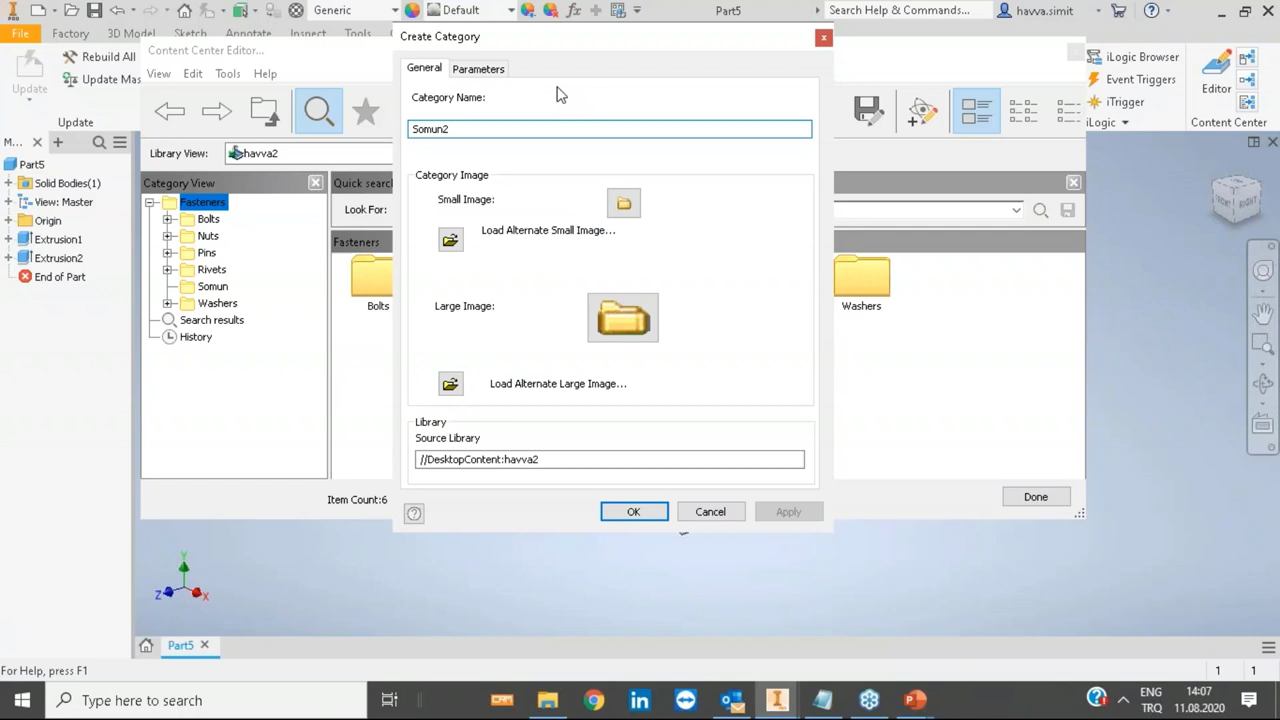 Generic
Default
fx
Part5
Search Help & Commands...
havva.simit
File
Factory
3D Model
Sketch
Annotate
Inspect
Tools
Update
Rebuild All
Update Mas
Update
iLogic Browser
Event Triggers
iTrigger
iLogic
Editor
Content Center
M...
Part5
Solid Bodies(1)
View: Master
Origin
Extrusion1
Extrusion2
End of Part
Content Center Editor...
View
Edit
Tools
Help
Library View:
havva2
Category View
Fasteners
Bolts
Nuts
Pins
Rivets
Somun
Washers
Search results
History
Quick searc
Look For:
Fasteners
Bolts
Washers
Item Count:6
Done
Create Category
General
Parameters
Category Name:
Somun2
Category Image
Small Image:
Load Alternate Small Image...
Large Image:
Load Alternate Large Image...
Library
Source Library
//DesktopContent:havva2
OK
Cancel
Apply
FRONT
RIGHT
Y
Z
X
Part5
For Help, press F1
1
1
Type here to search
ENG
TRQ
14:07
11.08.2020